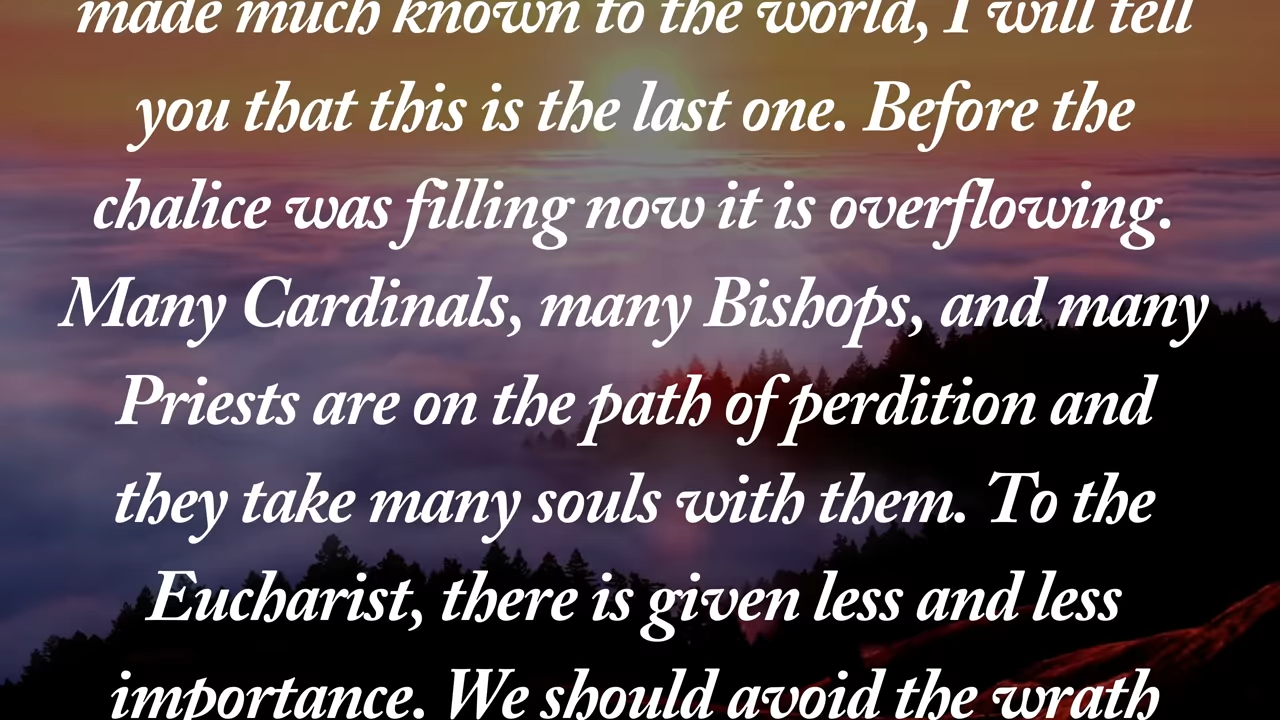 made much known to the world, I will tell
you that this is the last one. Before the
chalice was filling now it is overflowing.
Many Cardinals, many Bishops, and many
Priests are on the path of perdition and
they take many souls with them. To the
Eucharist, there is given less and less
importance. We should avoid the wrath